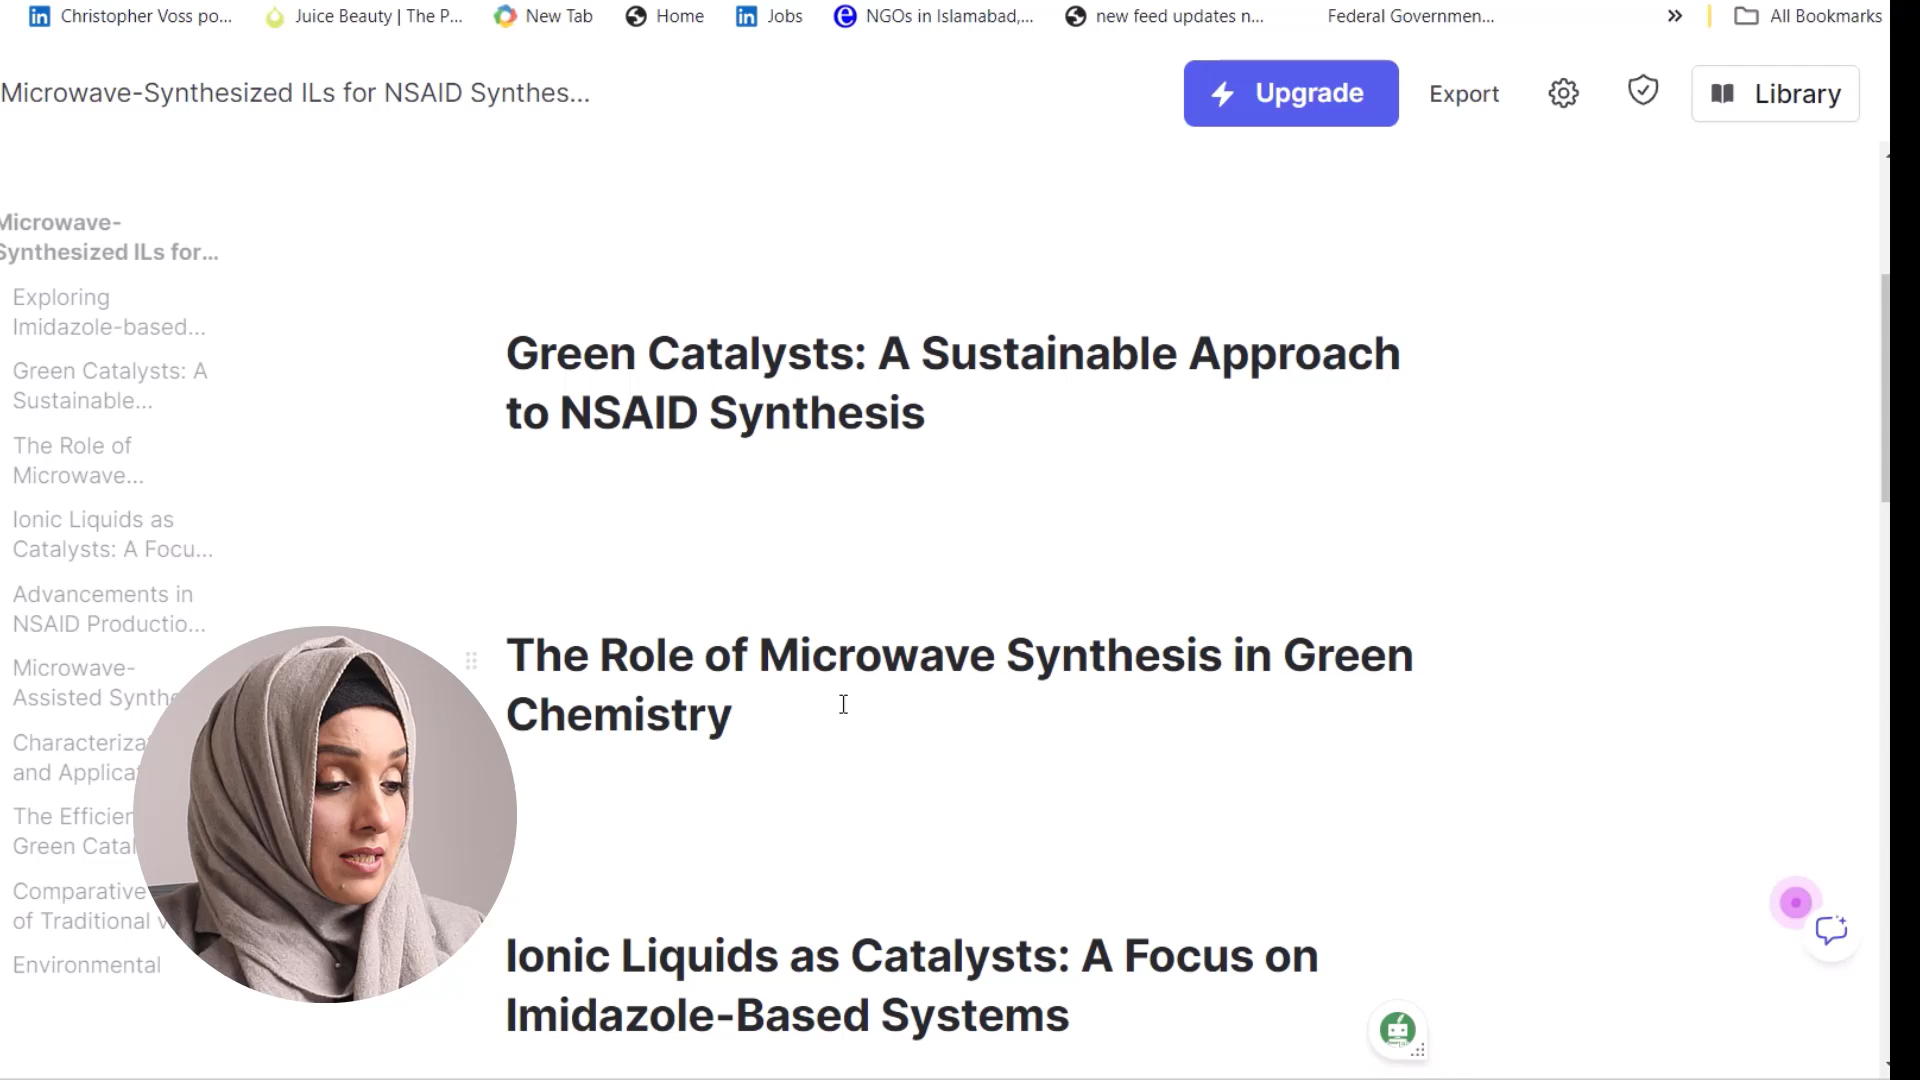 Christopher Voss po...
Juice Beauty | The P...
New Tab
Home
Jobs
NGOs in Islamabad,...
new feed updates n...
Federal Governmen...
All Bookmarks
Microwave-Synthesized ILs for NSAID Synthes...
Upgrade
Export
Library
Microwave-
Synthesized ILs for...
Exploring
Imidazole-based...
Green Catalysts: A
Sustainable...
The Role of
Microwave...
Ionic Liquids as
Catalysts: A Focu...
Advancements in
NSAID Productio...
Microwave-
Assisted Synthe
Characteriza
and Applica
The Efficien
Green Catal
Comparative
of Traditional v
Environmental
Green Catalysts: A Sustainable Approach
to NSAID Synthesis
The Role of Microwave Synthesis in Green
Chemistry
Ionic Liquids as Catalysts: A Focus on
Imidazole-Based Systems